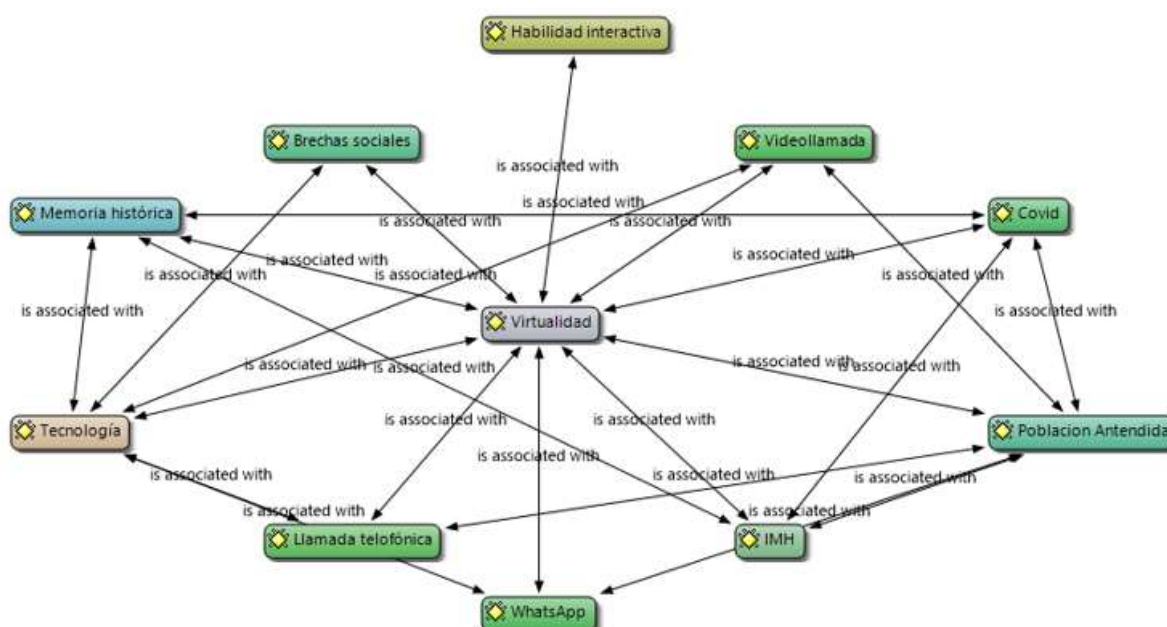 Habilidad interactiva
Brechas sociales
Videollamada
is associated with
is associated with
Memoria histórica
is associated with
is associated with
Covid
is associated with
is associated with
is associated with
is associated with
is associated with
is associated with
Virtualidad
is associated with
is associated with
is associated with
is associated with
is associated with
Tecnología
is associated with
is associated with
Poblacion Antendida
is associated with
is associated with
is associated with
is associated with
is associated with
is associated with
Llamada telofónica
IMH
WhatsApp